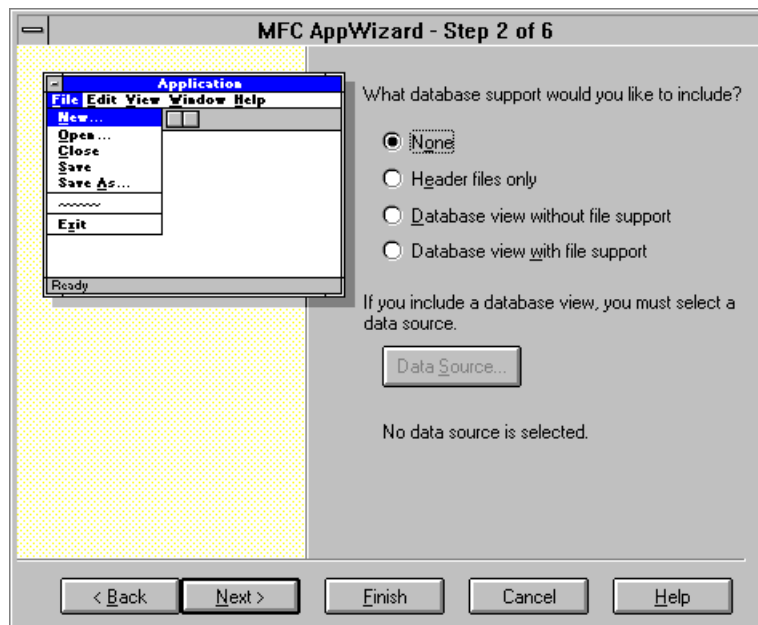 MFC AppWizard - Step 2 of 6
Application
File Edit View Window Help
New...
Open...
Close
Save
Save As...
Exit
Ready
What database support would you like to include?
None
Header files only
Database view without file support
Database view with file support
If you include a database view, you must select a
data source.
Data Source...
No data source is selected.
< Back
Next >
Finish
Cancel
Help